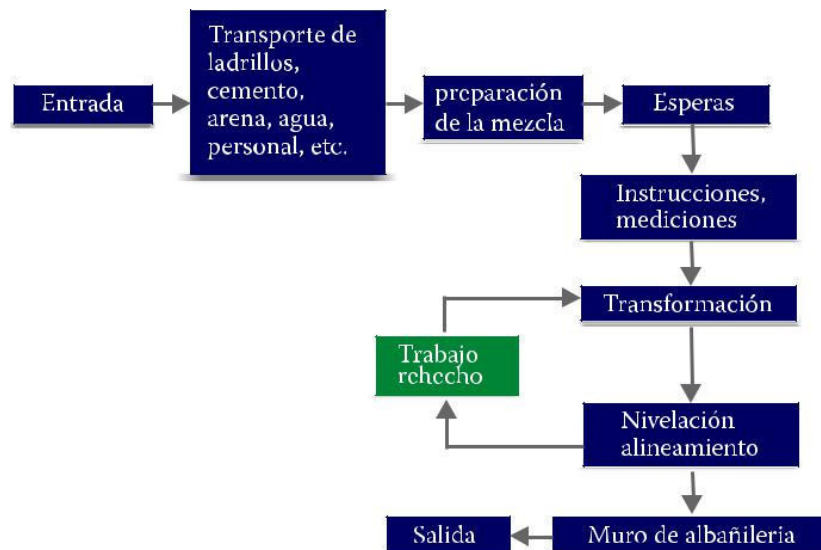 Entrada
Transporte de
ladrillos,
cemento,
arena, agua,
personal, etc.
preparación
de la mezcla
Esperas
Instrucciones,
mediciones
Transformación
Trabajo
rehecho
Nivelación
alineamiento
Muro de albañileria
Salida